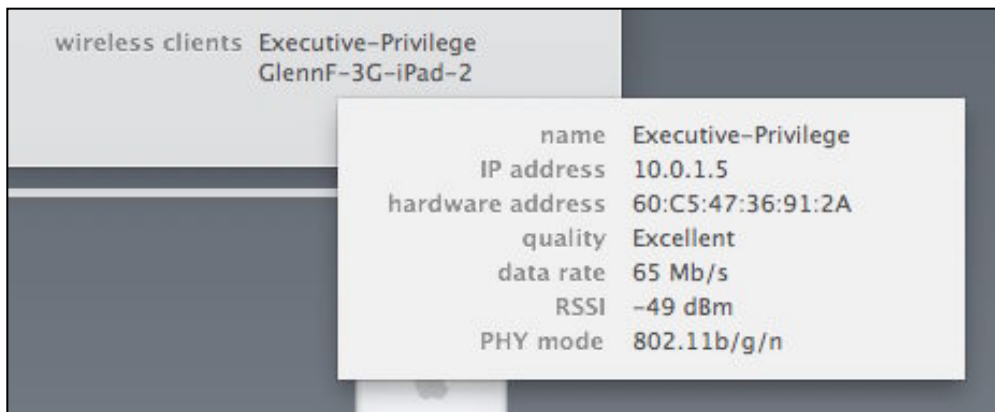 wireless clients Executive-Privilege
GlennF-3G-iPad-2
name Executive-Privilege
IP address 10.0.1.5
hardware address 60:C5:47:36:91:2A
quality Excellent
data rate 65 Mb/s
RSSI -49 dBm
PHY mode 802.11b/g/n